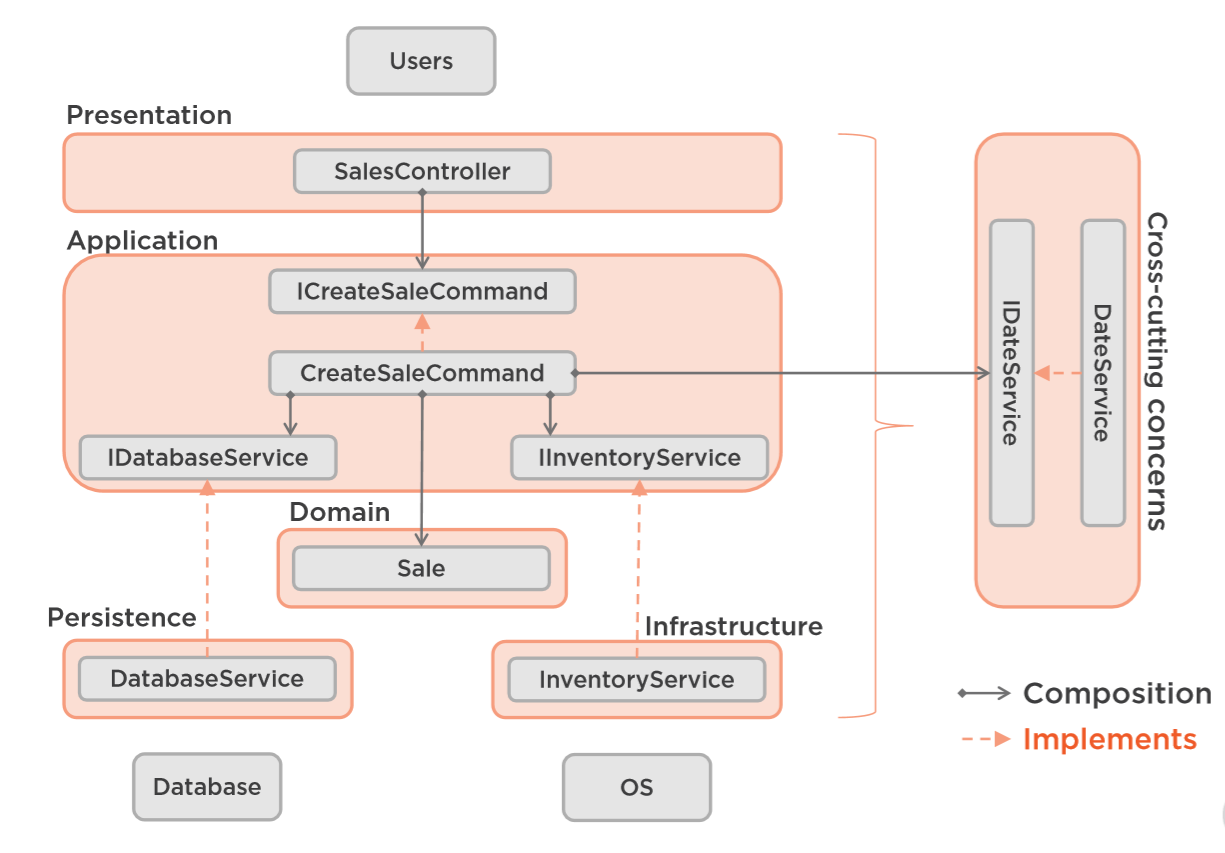 Users
Presentation
SalesController
Application
ICreateSaleCommand
CreateSaleCommand
IDatabaseService
IInventoryService
Domain
Sale
Persistence
DatabaseService
Infrastructure
InventoryService
Database
OS
IDateService
DateService
Cross-cutting concerns
Composition
Implements